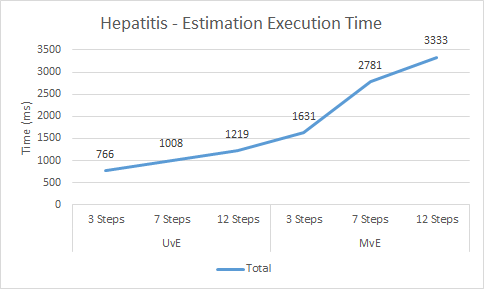 Hepatitis - Estimation Execution Time
Time (ms)
3500
3000
2500
2000
1500
1000
500
0
766
1008
1219
1631
2781
3333
3 Steps 7 Steps 12 Steps 3 Steps 7 Steps 12 Steps
UvE MvE
Total